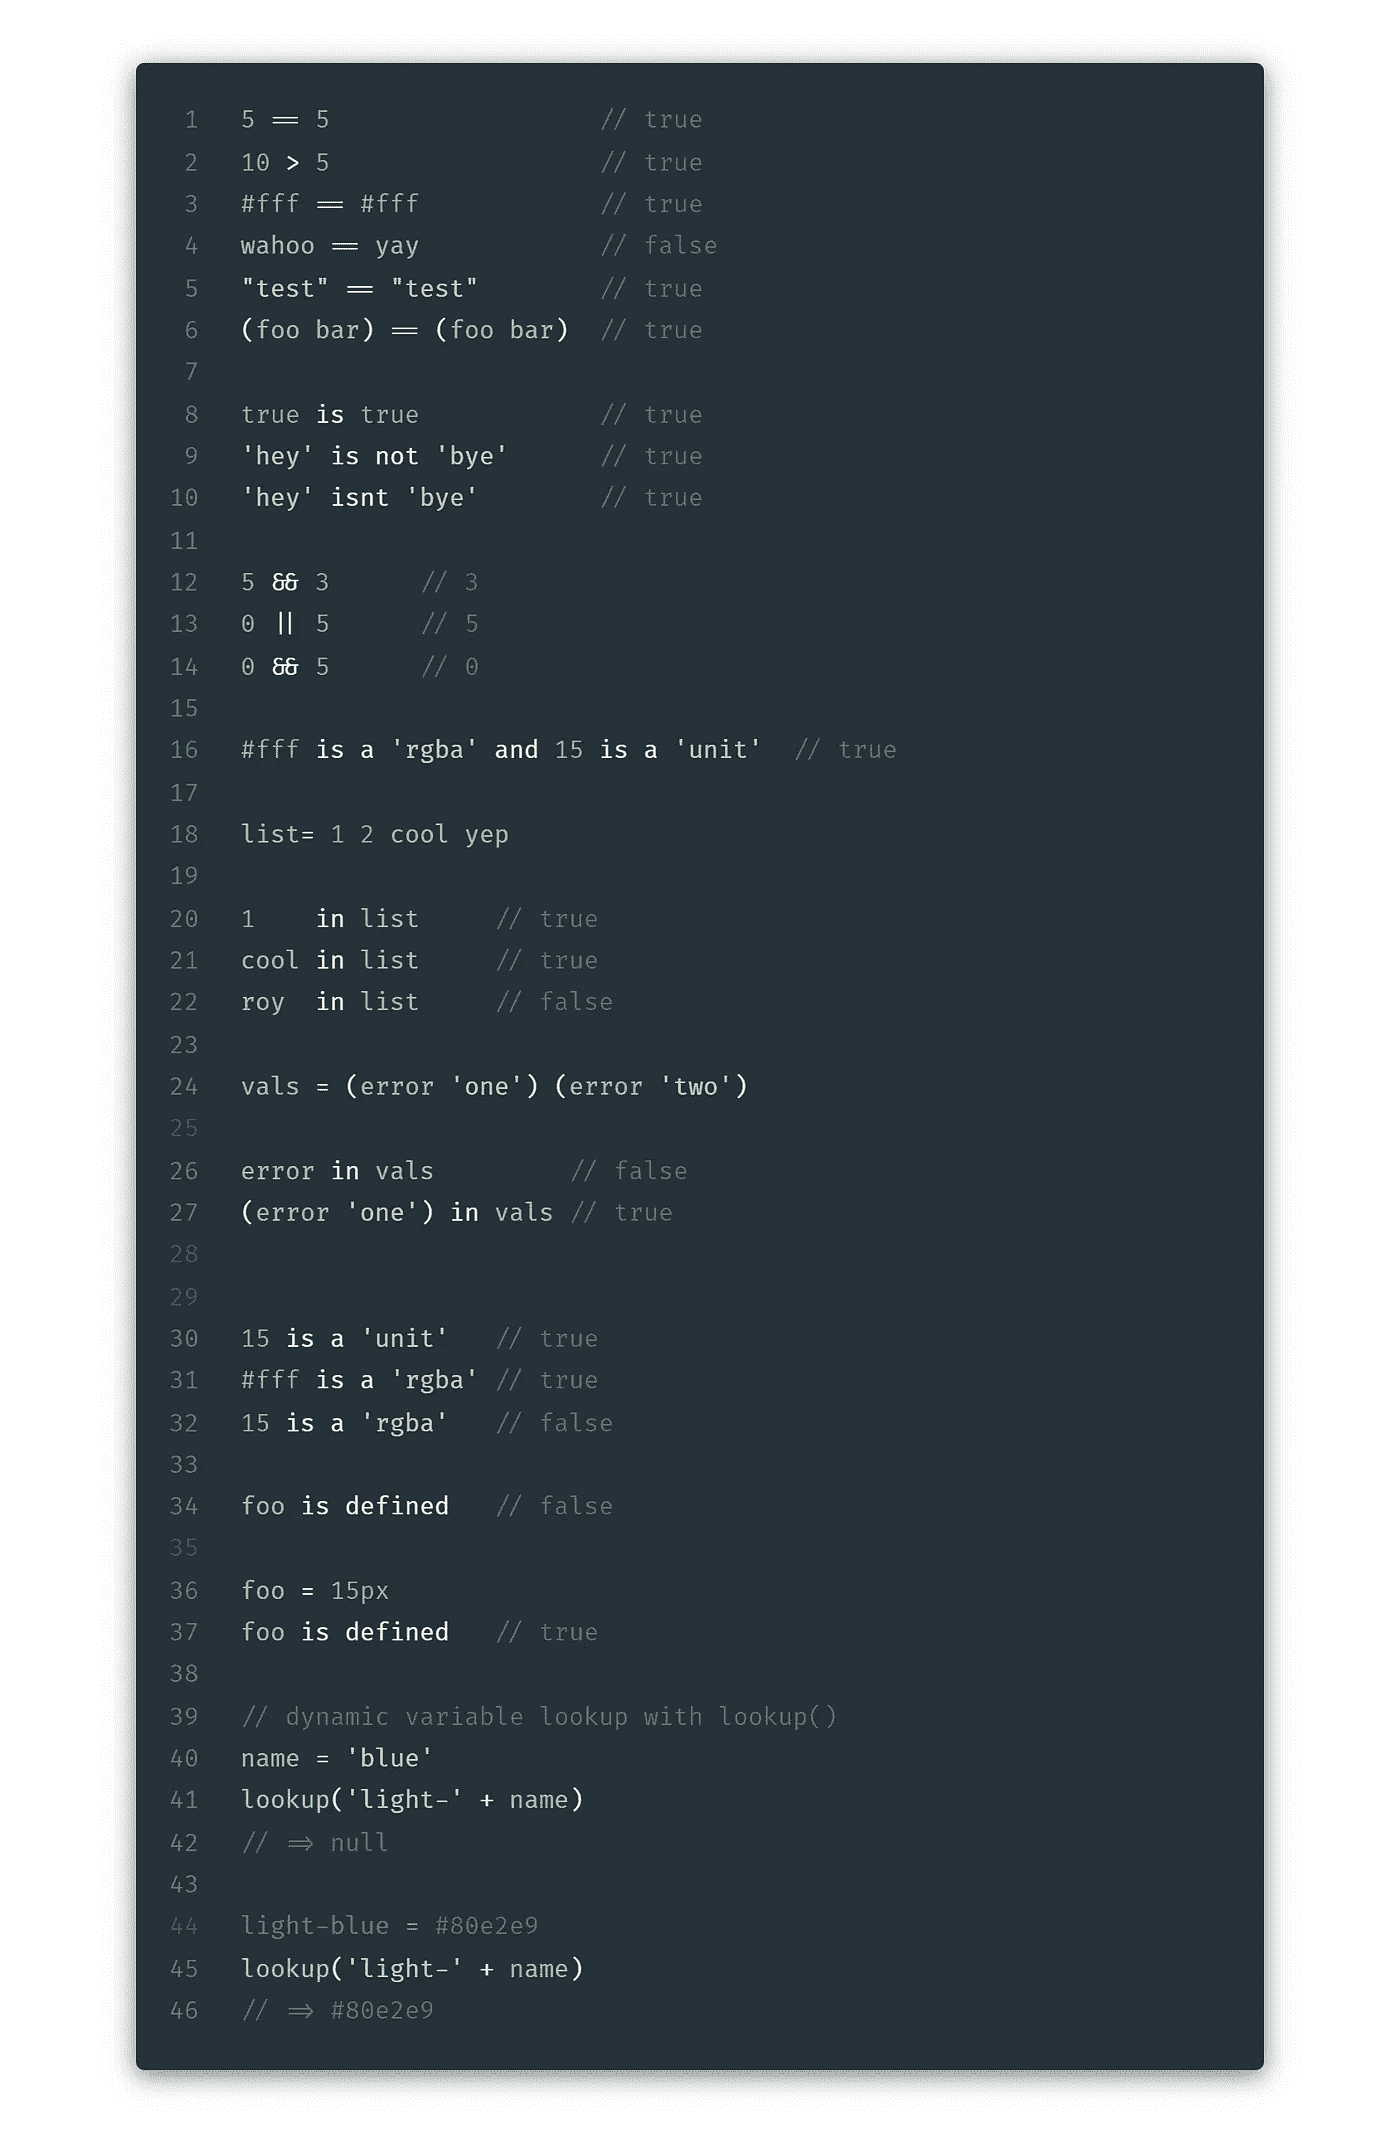 1 5 == 5 // true
2 10 > 5 // true
3 #fff == #fff // true
4 wahoo == yay // false
5 "test" == "test" // true
6 (foo bar) == (foo bar) // true
7
8 true is true // true
9 'hey' is not 'bye' // true
10 'hey' isnt 'bye' // true
11
12 5 && 3 // 3
13 0 || 5 // 5
14 0 && 5 // 0
15
16 #fff is a 'rgba' and 15 is a 'unit' // true
17
18 list= 1 2 cool yep
19
20 1 in list // true
21 cool in list // true
22 roy in list // false
23
24 vals = (error 'one') (error 'two')
25
26 error in vals // false
27 (error 'one') in vals // true
28
29
30 15 is a 'unit' // true
31 #fff is a 'rgba' // true
32 15 is a 'rgba' // false
33
34 foo is defined // false
35
36 foo = 15px
37 foo is defined // true
38
39 // dynamic variable lookup with lookup()
40 name = 'blue'
41 lookup('light-' + name)
42 // => null
43
44 light-blue = #80e2e9
45 lookup('light-' + name)
46 // => #80e2e9